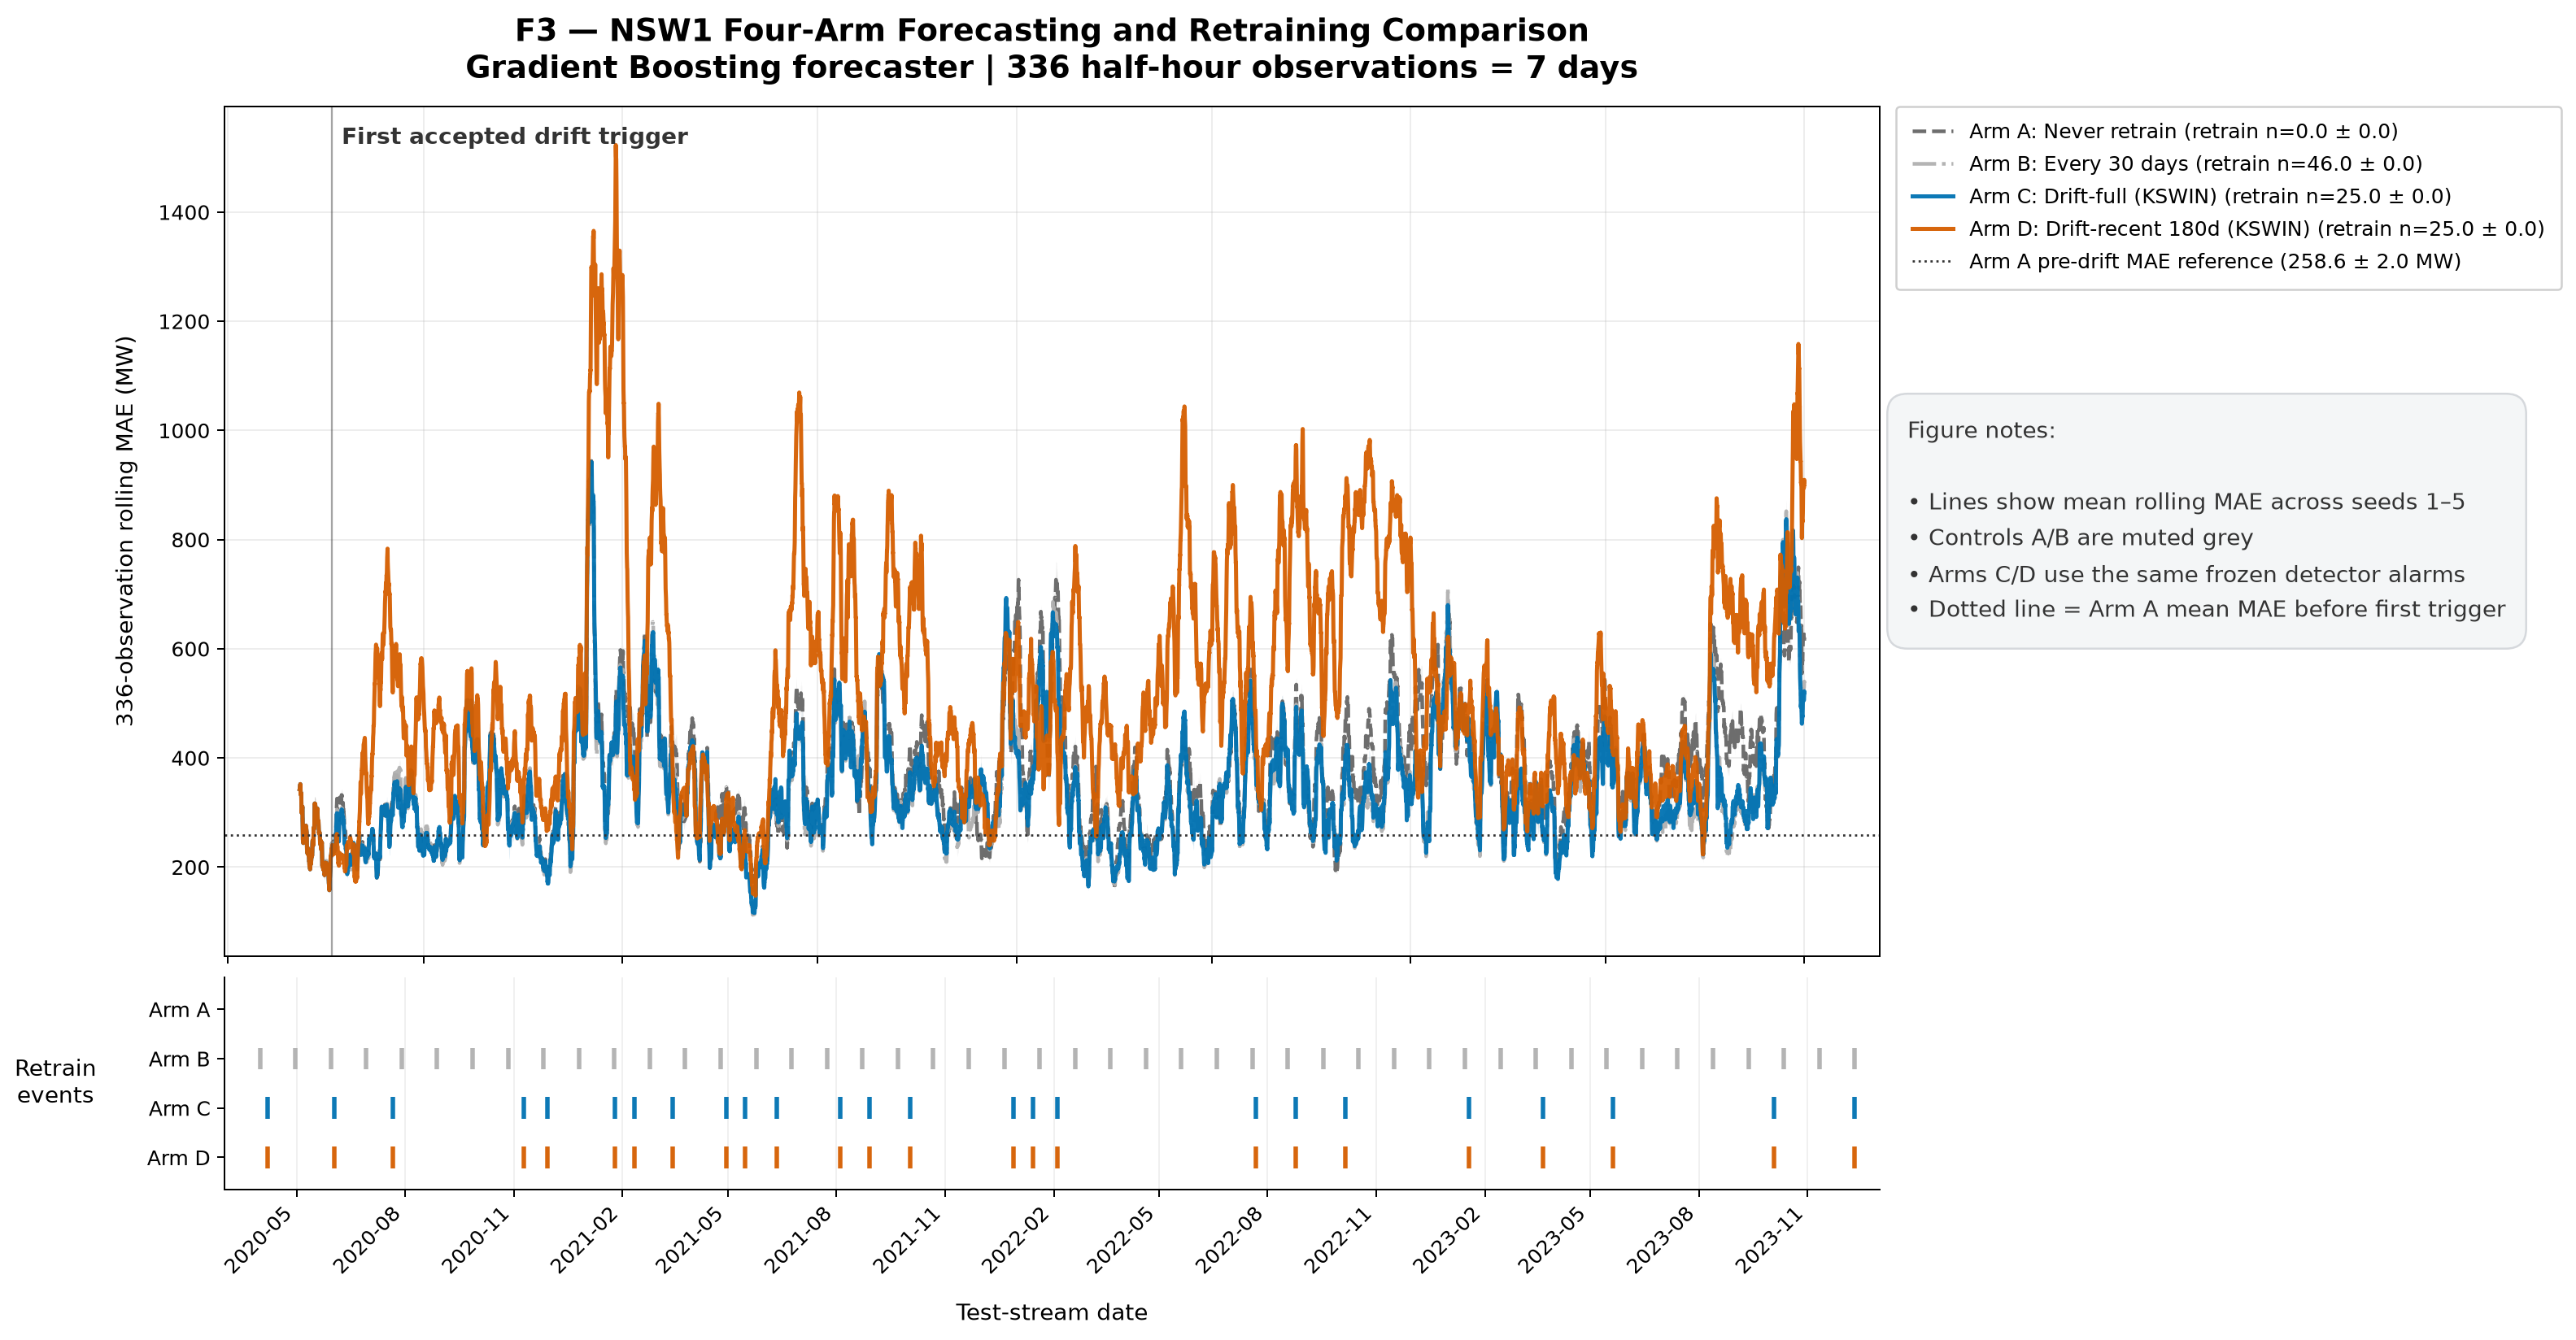 F3 — NSW1 Four-Arm Forecasting and Retraining Comparison
Gradient Boosting forecaster | 336 half-hour observations = 7 days
First accepted drift trigger
336-observation rolling MAE (MW)
1400
1200
1000
800
600
400
200
Arm A: Never retrain (retrain n=0.0 ± 0.0)
Arm B: Every 30 days (retrain n=46.0 ± 0.0)
Arm C: Drift-full (KSWIN) (retrain n=25.0 ± 0.0)
Arm D: Drift-recent 180d (KSWIN) (retrain n=25.0 ± 0.0)
Arm A pre-drift MAE reference (258.6 ± 2.0 MW)
Figure notes:
• Lines show mean rolling MAE across seeds 1–5
• Controls A/B are muted grey
• Arms C/D use the same frozen detector alarms
• Dotted line = Arm A mean MAE before first trigger
Retrain
events
Arm A
Arm B
Arm C
Arm D
2020-05
2020-08
2020-11
2021-02
2021-05
2021-08
2021-11
2022-02
2022-05
2022-08
2022-11
2023-02
2023-05
2023-08
2023-11
Test-stream date